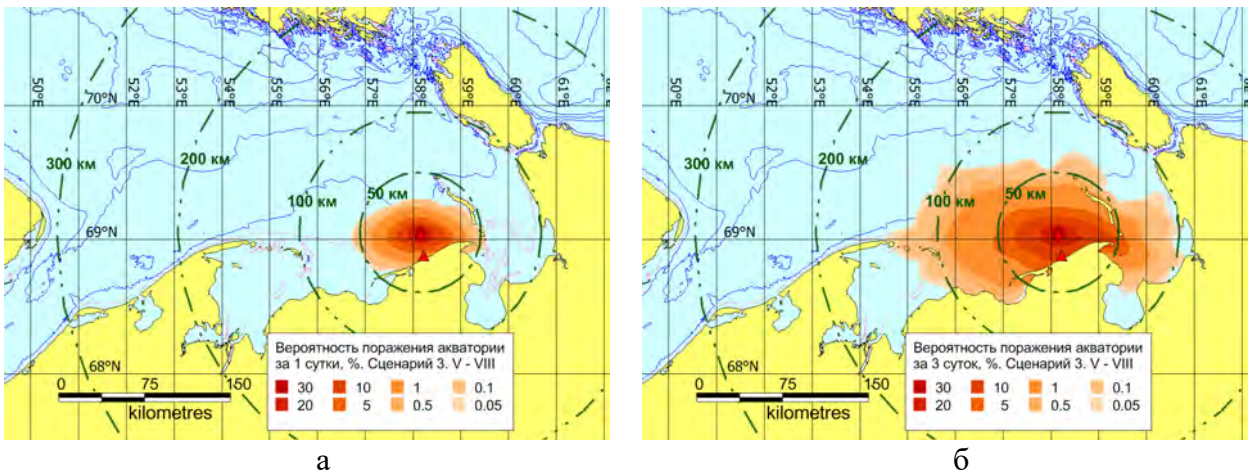 50°E 51°E 52°E 53°E 54°E 55°E 56°E 57°E 58°E 59°E 60°E 61°E
70°N
300 км
200 км
100 км
50 км
69°N
68°N
0 75 150
kilometres
Вероятность поражения акватории
за 1 сутки, %. Сценарий 3. V - VIII
30 10 1 0.1
20 5 0.5 0.05
а
50°E 51°E 52°E 53°E 54°E 55°E 56°E 57°E 58°E 59°E 60°E 61°E
70°N
300 км
200 км
100 км
50 км
69°N
68°N
0 75 150
kilometres
Вероятность поражения акватории
за 3 суток, %. Сценарий 3. V - VIII
30 10 1 0.1
20 5 0.5 0.05
б